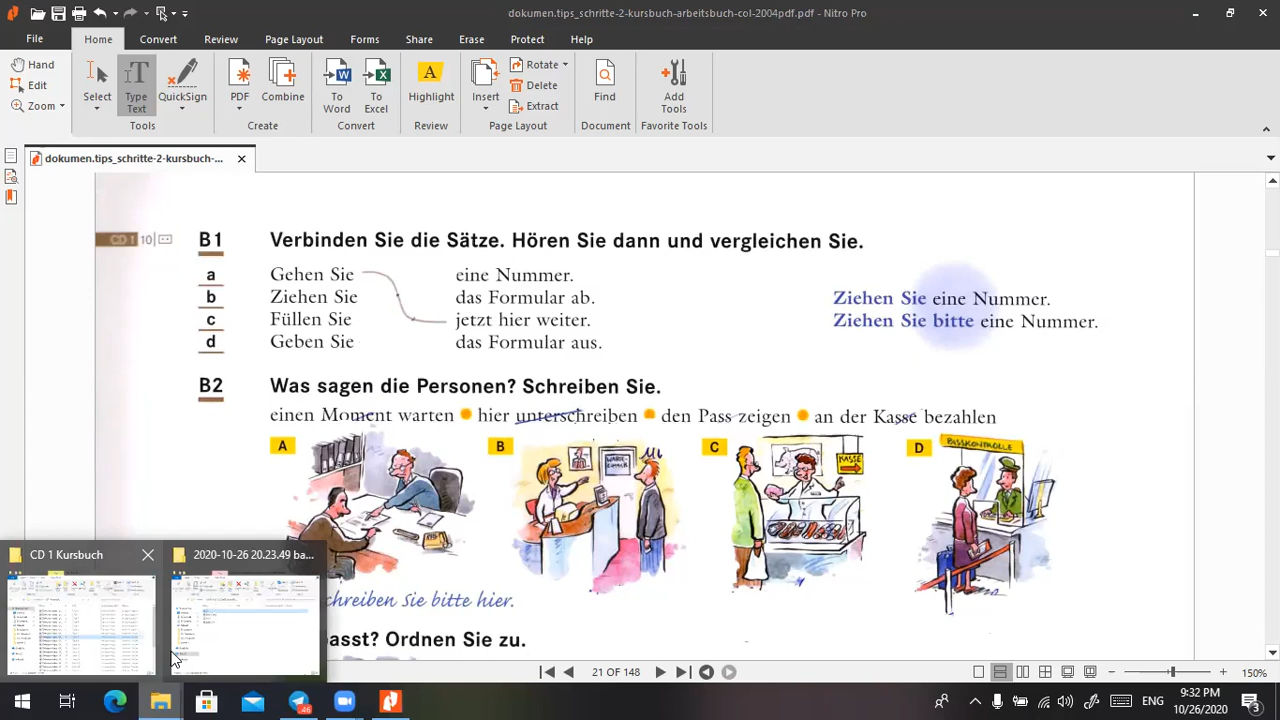 dokumen.tips_schritte-2-kursbuch-arbeitsbuch-col-2004pdf.pdf - Nitro Pro
File Home Convert Review Page Layout Forms Share Erase Protect Help
Hand
Edit
Zoom
Select
Type Text
QuickSign
Tools
PDF
Combine
Create
To Word
To Excel
Convert
Highlight
Review
Insert
Rotate
Delete
Extract
Page Layout
Find
Document
Add Tools
Favorite Tools
dokumen.tips_schritte-2-kursbuch-...
CD 1 10
B1 Verbinden Sie die Sätze. Hören Sie dann und vergleichen Sie.
a Gehen Sie eine Nummer.
b Ziehen Sie das Formular ab.
c Füllen Sie jetzt hier weiter.
d Geben Sie das Formular aus.
Ziehen Sie eine Nummer.
Ziehen Sie bitte eine Nummer.
B2 Was sagen die Personen? Schreiben Sie.
einen Moment warten hier unterschreiben den Pass zeigen an der Kasse bezahlen
A B C D
WARTEZIMMER
KASSE
PASSKONTROLLE
chreiben sie bitte hier.
asst? Ordnen Sie zu.
CD 1 Kursbuch
2020-10-26 20.23.49 ba...
21 OF 148
150%
46
ENG
9:32 PM
10/26/2020
3